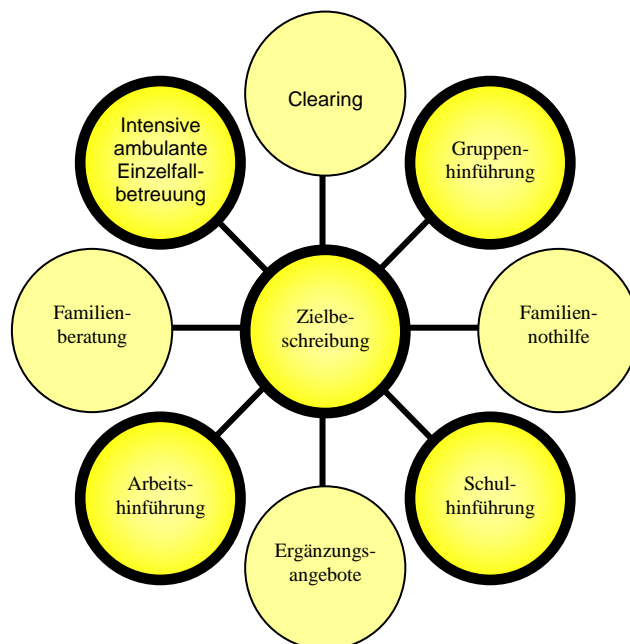 Clearing
Intensive
ambulante
Einzelfall-
betreuung
Gruppen-
hinführung
Familien-
beratung
Zielbe-
schreibung
Familien-
nothilfe
Arbeits-
hinführung
Schul-
hinführung
Ergänzungs-
angebote